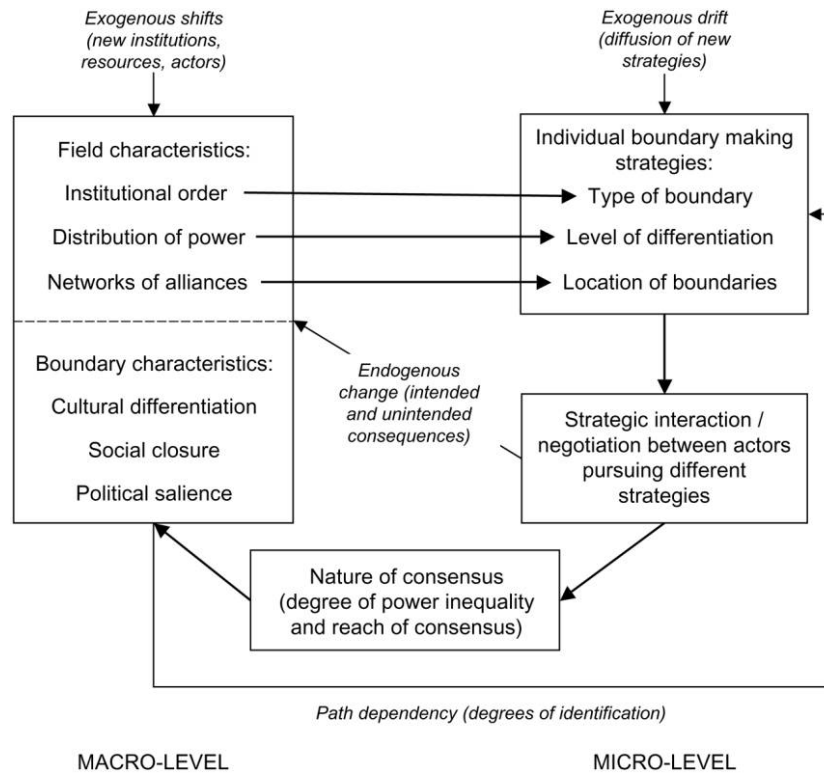 Exogenous shifts
(new institutions,
resources, actors)
Exogenous drift
(diffusion of new
strategies)
Field characteristics:
Institutional order
Distribution of power
Networks of alliances
Individual boundary making
strategies:
Type of boundary
Level of differentiation
Location of boundaries
Boundary characteristics:
Cultural differentiation
Social closure
Political salience
Endogenous
change (intended
and unintended
consequences)
Strategic interaction /
negotiation between actors
pursuing different
strategies
Nature of consensus
(degree of power inequality
and reach of consensus)
Path dependency (degrees of identification)
MACRO-LEVEL
MICRO-LEVEL